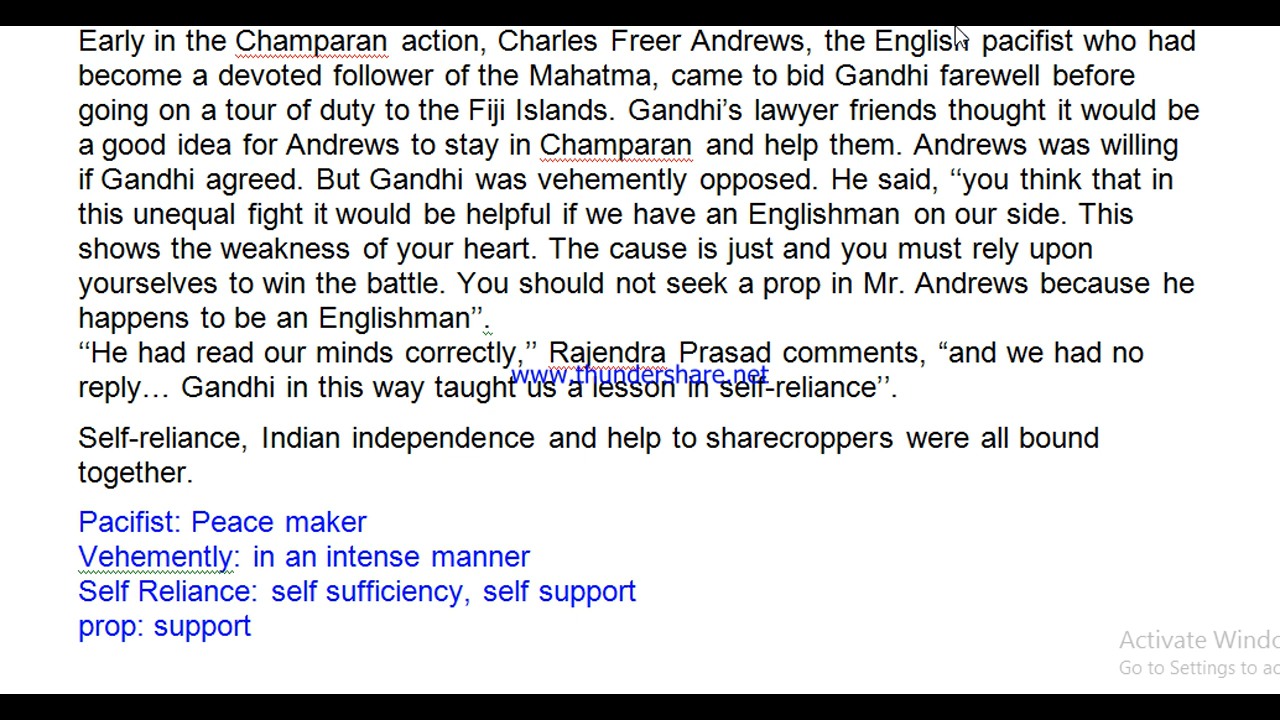 Early in the Champaran action, Charles Freer Andrews, the English pacifist who had
become a devoted follower of the Mahatma, came to bid Gandhi farewell before
going on a tour of duty to the Fiji Islands. Gandhi’s lawyer friends thought it would be
a good idea for Andrews to stay in Champaran and help them. Andrews was willing
if Gandhi agreed. But Gandhi was vehemently opposed. He said, ‘‘you think that in
this unequal fight it would be helpful if we have an Englishman on our side. This
shows the weakness of your heart. The cause is just and you must rely upon
yourselves to win the battle. You should not seek a prop in Mr. Andrews because he
happens to be an Englishman’’.
‘‘He had read our minds correctly,’’ Rajendra Prasad comments, “and we had no
www.thundershare.net
reply… Gandhi in this way taught us a lesson in self-reliance’’.
Self-reliance, Indian independence and help to sharecroppers were all bound
together.
Pacifist: Peace maker
Vehemently: in an intense manner
Self Reliance: self sufficiency, self support
prop: support
Activate Windo
Go to Settings to ac